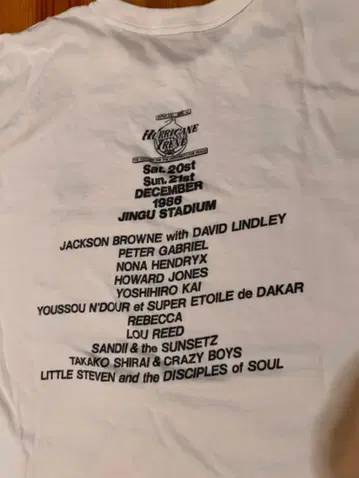 HURRICANE
IRENE
Sat. 20st
Sun. 21st
DECEMBER
1986
JINGU STADIUM
JACKSON BROWNE with DAVID LINDLEY
PETER GABRIEL
NONA HENDRYX
HOWARD JONES
YOSHIHIRO KAI
YOUSSOU N'DOUR et SUPER ETOILE de DAKAR
REBECCA
LOU REED
SANDII & the SUNSETZ
TAKAKO SHIRAI & CRAZY BOYS
LITTLE STEVEN and the DISCIPLES of SOUL